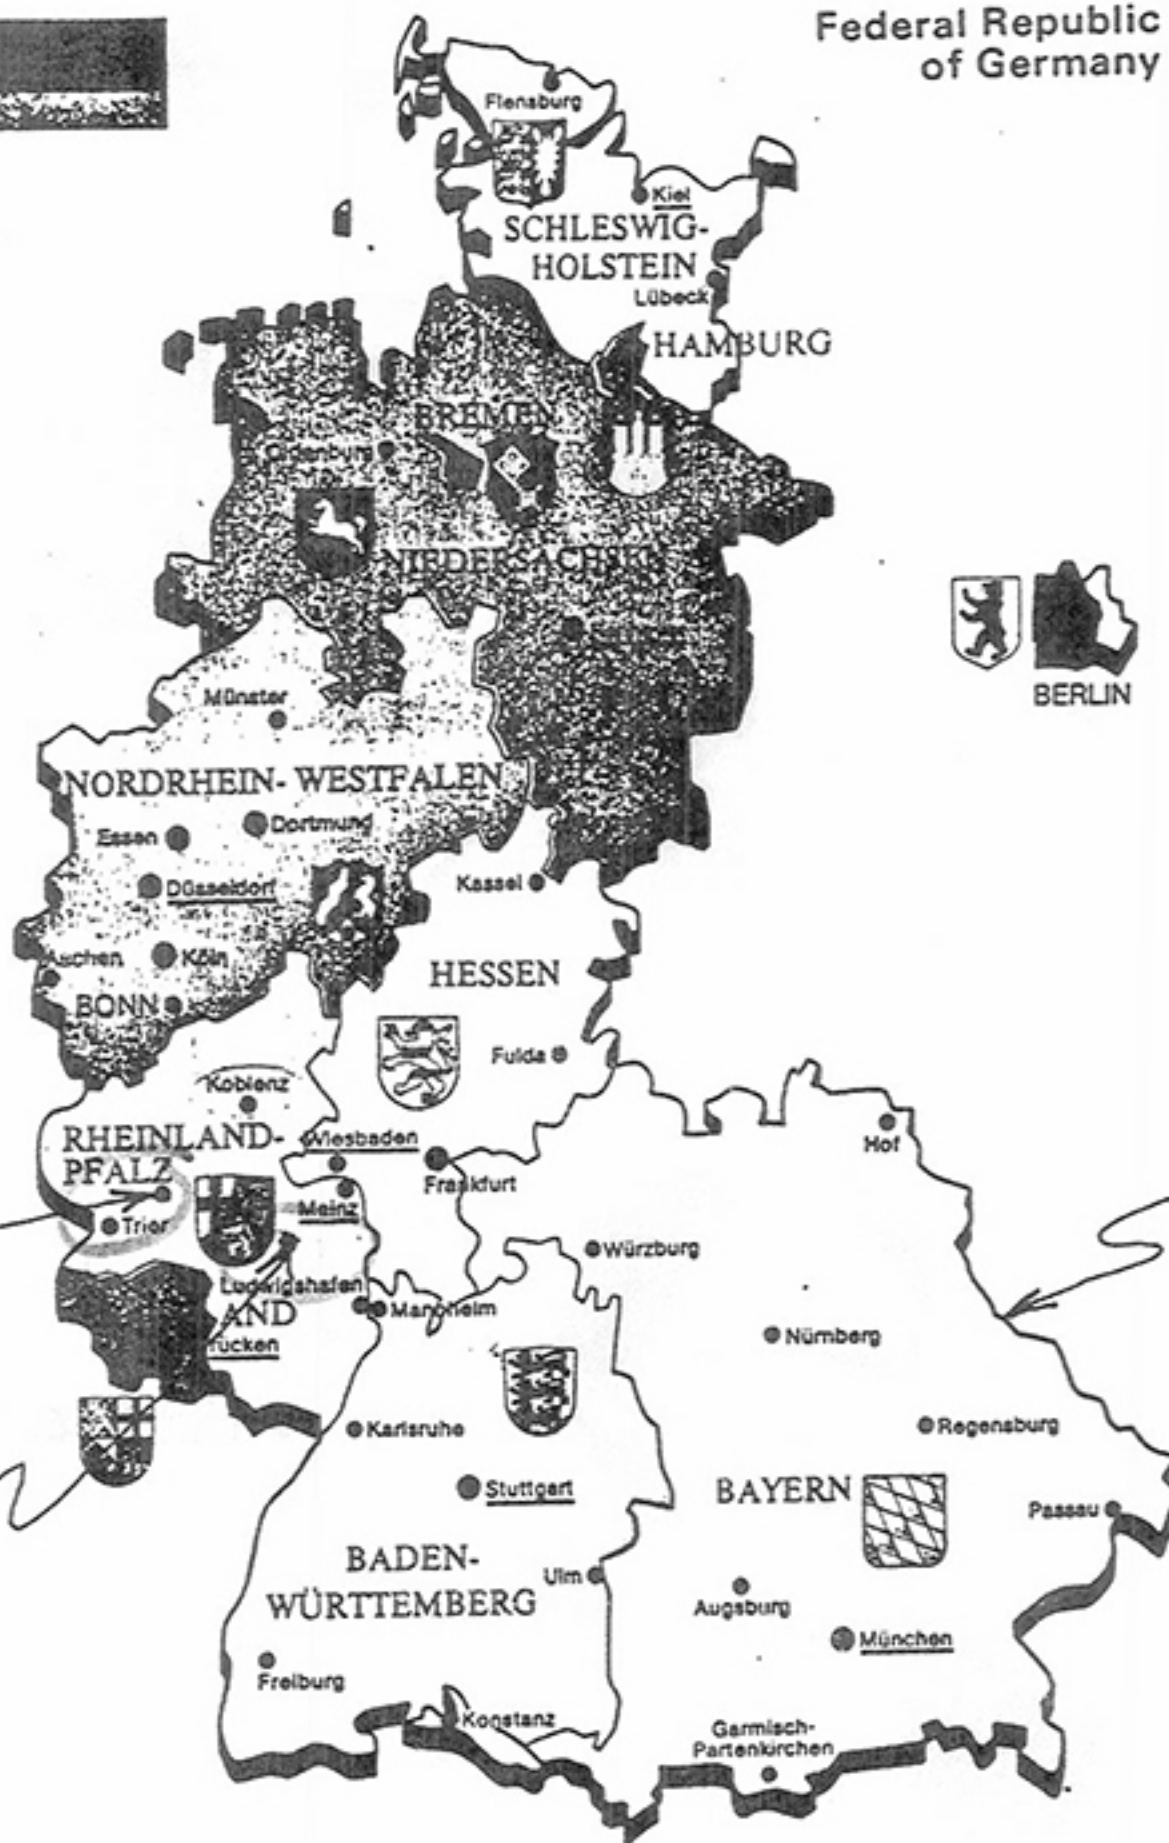 Federal Republic
of Germany
Flensburg
Kiel
SCHLESWIG-
HOLSTEIN
Lübeck
HAMBURG
BREMEN
NIEDERSACHSEN
BERLIN
Münster
NORDRHEIN-WESTFALEN
Essen
Dortmund
Düsseldorf
Kassel
Aachen
Köln
HESSEN
BONN
Fulda
Koblenz
RHEINLAND-
PFALZ
Wiesbaden
Hof
Frankfurt
Mainz
Trier
Würzburg
Ludwigshafen
Mannheim
AND
rücken
Nürnberg
Karlsruhe
Regensburg
Stuttgart
BAYERN
Passau
BADEN-
WÜRTTEMBERG
Ulm
Augsburg
München
Freiburg
Konstanz
Garmisch-
Partenkirchen